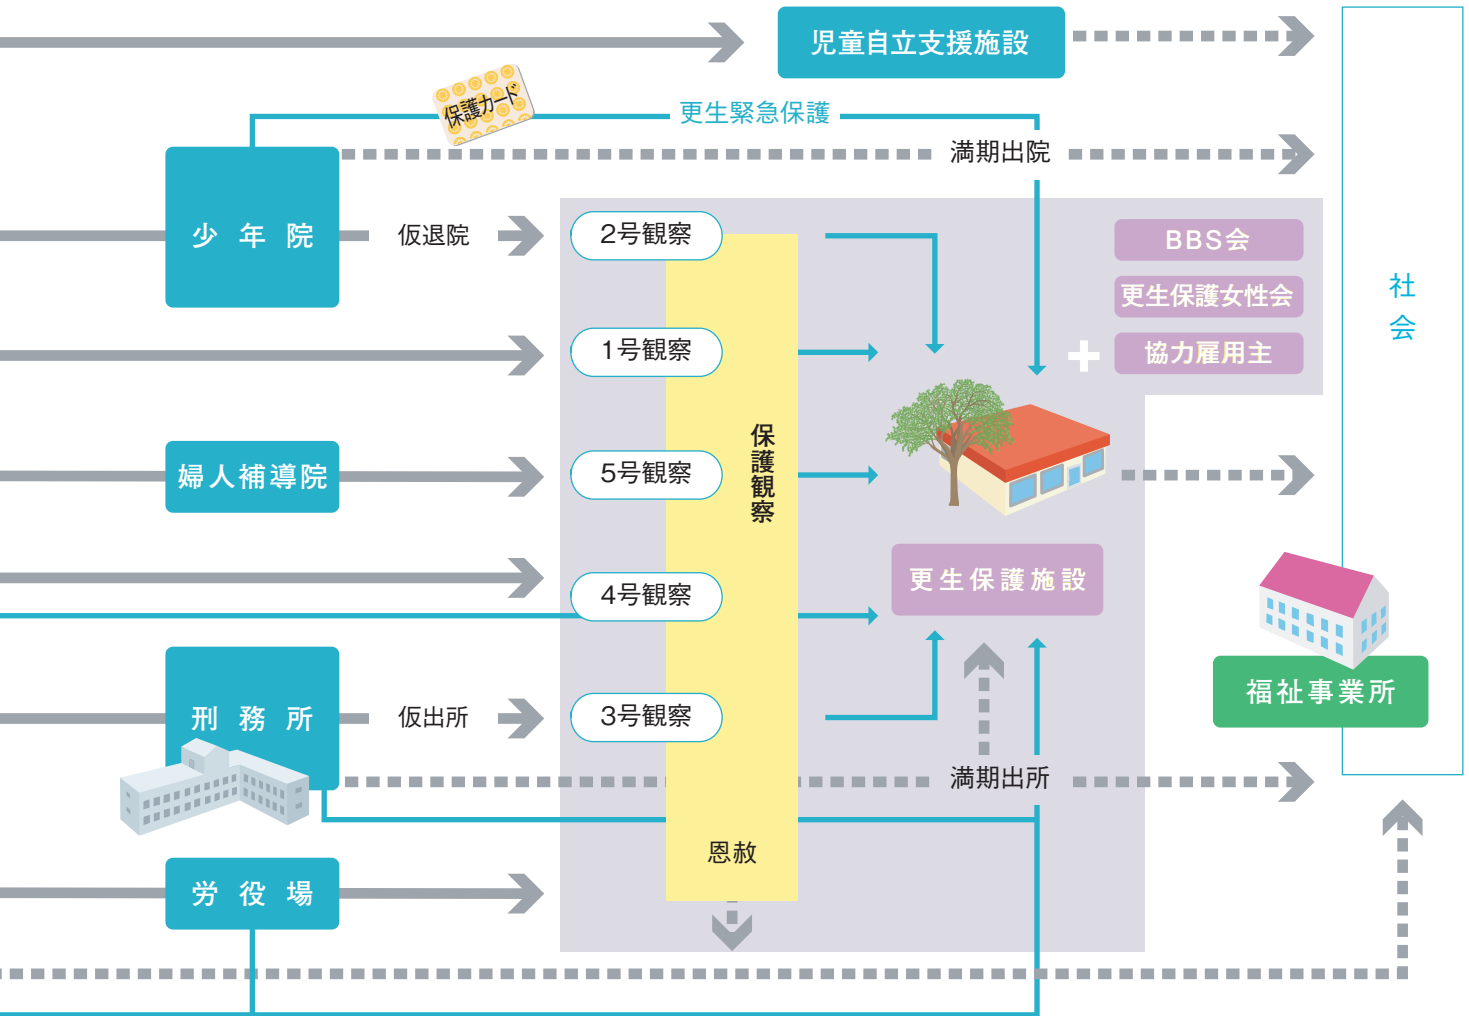 児童自立支援施設
保護カード
更生緊急保護
満期出院
少年院
仮退院
2号観察
BBS会
更生保護女性会
協力雇用主
社会
1号観察
保護観察
婦人補導院
5号観察
更生保護施設
4号観察
福祉事業所
刑務所
仮出所
3号観察
満期出所
恩赦
労役場